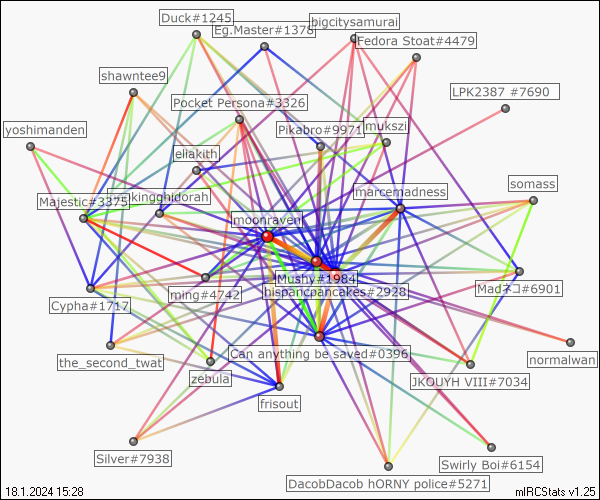 Duck#1245
Eg.Master#1378
bigcitysamurai
Fedora Stoat#4479
shawntee9
LPK2387 #7690
Pocket Persona#3326
yoshimanden
Pikabro#9971
mukszi
eliakith
marcemadness
somass
Majestic#3375
kingghidorah
moonraven
Mushy#1984
ming#4742
hispancpancakes#2928
Madネコ#6901
Cypha#1717
Can anything be saved#0396
the_second_twat
normalwan
zebula
JKOUYH VIII#7034
frisout
Silver#7938
Swirly Boi#6154
DacobDacob hORNY police#5271
18.1.2024 15:28
mIRCStats v1.25